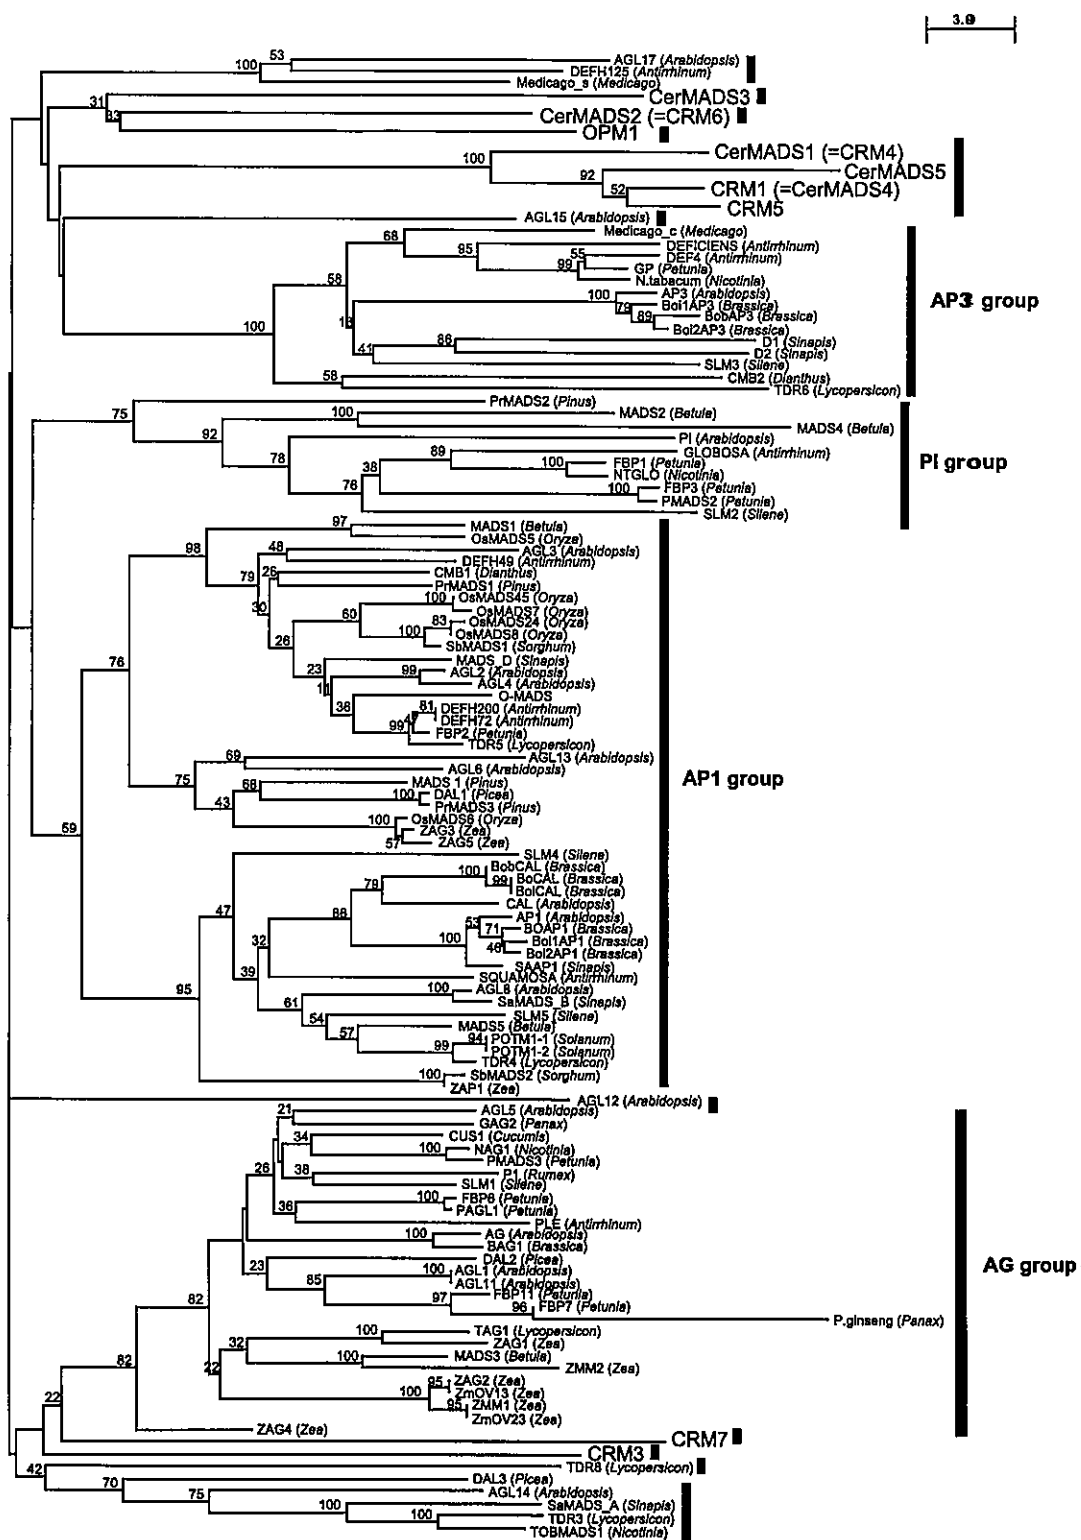 3.0
53
AGL17 (Arabidopsis)
100
DEFH125 (Antirrhinum)
Medicago_s (Medicago)
31
CerMADS3
CerMADS2 (=CRM6)
OPM1
100
CerMADS1 (=CRM4)
92
CerMADS5
52
CRM1 (=CerMADS4)
CRM5
AGL15 (Arabidopsis)
68
Medicago_c (Medicago)
95
DEFICIENS (Antirrhinum)
55
DEF4 (Antirrhinum)
99
GP (Petunia)
N.tabacum (Nicotinia)
58
100
AP3 (Arabidopsis)
79
Boi1AP3 (Brassica)
89
BobAP3 (Brassica)
Boi2AP3 (Brassica)
AP3 group
100
86
D1 (Sinapis)
41
D2 (Sinapis)
SLM3 (Silene)
58
CMB2 (Dianthus)
TDR6 (Lycopersicon)
75
PrMADS2 (Pinus)
100
MADS2 (Betula)
92
MADS4 (Betula)
78
PI (Arabidopsis)
89
GLOBOSA (Antirrhinum)
38
100
FBP1 (Petunia)
NTGLO (Nicotinia)
PI group
76
100
FBP3 (Petunia)
PMADS2 (Petunia)
SLM2 (Silene)
97
MADS1 (Betula)
98
OsMADS5 (Oryza)
48
AGL3 (Arabidopsis)
79
DEFH49 (Antirrhinum)
26
CMB1 (Dianthus)
PrMADS1 (Pinus)
30
100
OsMADS45 (Oryza)
60
OsMADS7 (Oryza)
83
OsMADS24 (Oryza)
100
OsMADS8 (Oryza)
26
SbMADS1 (Sorghum)
76
23
MADS_D (Sinapis)
99
AGL2 (Arabidopsis)
11
AGL4 (Arabidopsis)
O-MADS
38
81
DEFH200 (Antirrhinum)
DEFH72 (Antirrhinum)
99
FBP2 (Petunia)
TDR5 (Lycopersicon)
69
AGL13 (Arabidopsis)
75
AGL6 (Arabidopsis)
AP1 group
68
MADS 1 (Pinus)
100
DAL1 (Picea)
43
PrMADS3 (Pinus)
100
OsMADS6 (Oryza)
ZAG3 (Zea)
57
ZAG5 (Zea)
59
SLM4 (Silene)
100
BobCAL (Brassica)
79
99
BoCAL (Brassica)
BoiCAL (Brassica)
CAL (Arabidopsis)
47
88
53
AP1 (Arabidopsis)
71
BOAP1 (Brassica)
100
Boi1AP1 (Brassica)
46
Boi2AP1 (Brassica)
32
SAAP1 (Sinapis)
39
SQUAMOSA (Antirrhinum)
100
AGL8 (Arabidopsis)
95
61
SaMADS_B (Sinapis)
54
SLM5 (Silene)
57
MADS5 (Betula)
94
POTM1-1 (Solanum)
99
POTM1-2 (Solanum)
TDR4 (Lycopersicon)
100
SbMADS2 (Sorghum)
ZAP1 (Zea)
AGL12 (Arabidopsis)
21
AGL5 (Arabidopsis)
GAG2 (Panax)
34
CUS1 (Cucumis)
100
NAG1 (Nicotinia)
PMADS3 (Petunia)
26
38
P1 (Rumex)
SLM1 (Silene)
100
FBP6 (Petunia)
36
PAGL1 (Petunia)
PLE (Antirrhinum)
100
AG (Arabidopsis)
BAG1 (Brassica)
23
DAL2 (Picea)
AG group
100
AGL1 (Arabidopsis)
85
AGL11 (Arabidopsis)
97
FBP11 (Petunia)
82
96
FBP7 (Petunia)
P.ginseng (Panax)
100
TAG1 (Lycopersicon)
32
ZAG1 (Zea)
100
MADS3 (Betula)
82
22
ZMM2 (Zea)
95
ZAG2 (Zea)
100
ZmOV13 (Zea)
95
ZMM1 (Zea)
ZmOV23 (Zea)
22
ZAG4 (Zea)
CRM7
CRM3
42
TDR8 (Lycopersicon)
70
DAL3 (Picea)
75
AGL14 (Arabidopsis)
100
SaMADS_A (Sinapis)
100
TDR3 (Lycopersicon)
TOBMADS1 (Nicotinia)